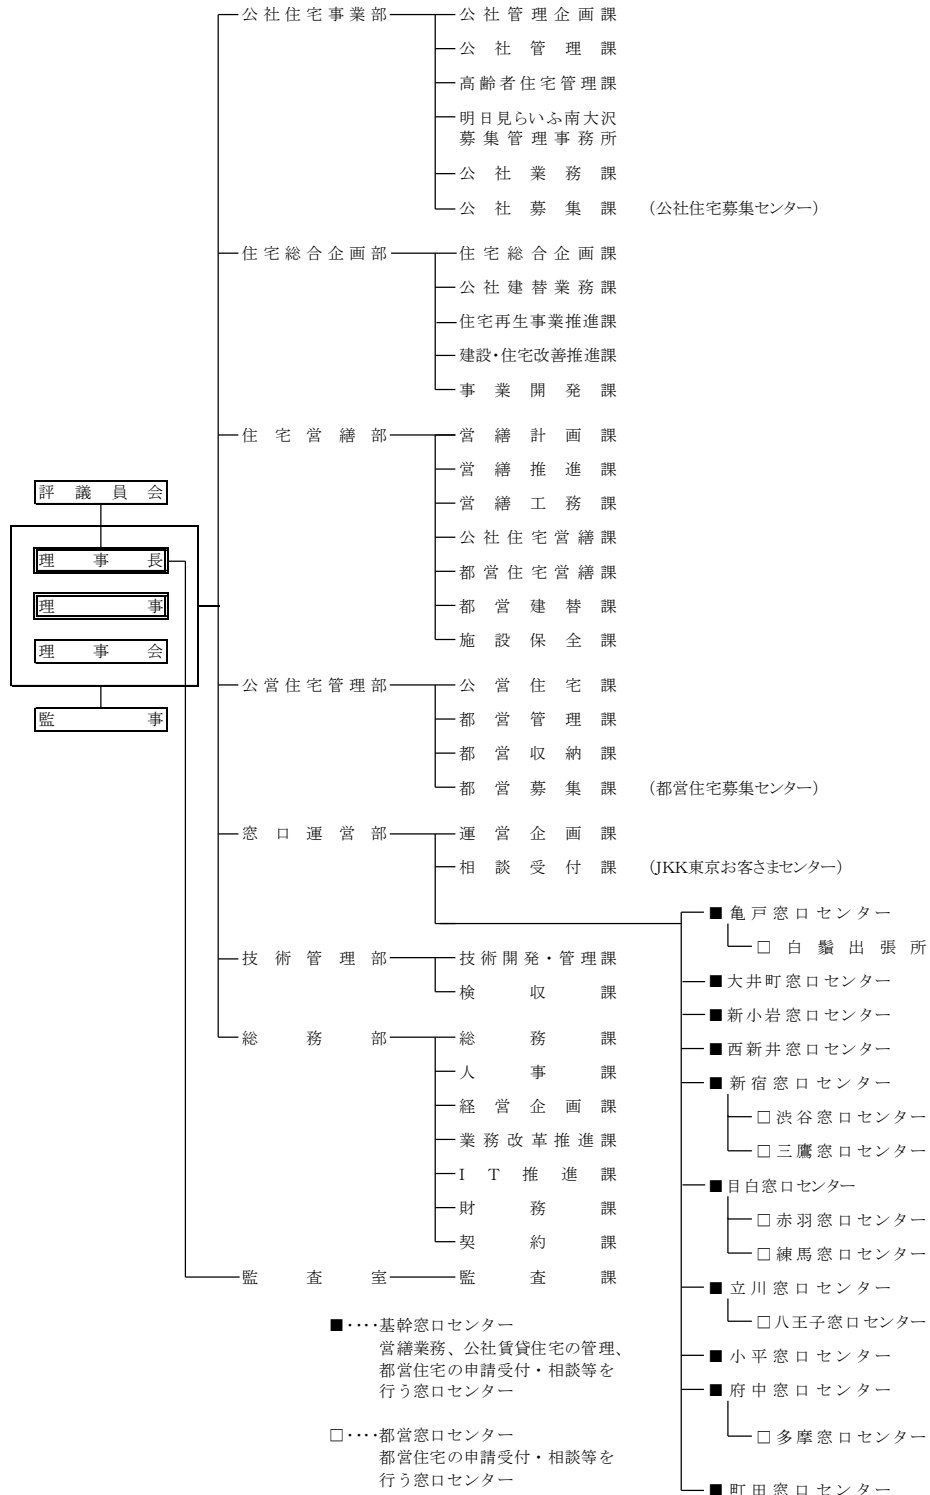 公社住宅事業部 公社管理企画課
公社管理課
高齢者住宅管理課
明日見らいふ南大沢
募集管理事務所
公社業務課
公社募集課 (公社住宅募集センター)
住宅総合企画部 住宅総合企画課
公社建替業務課
住宅再生事業推進課
建設・住宅改善推進課
事業開発課
住宅営繕部 営繕計画課
営繕推進課
営繕工務課
公社住宅営繕課
都営住宅営繕課
都営建替課
施設保全課
評議員会
理事長
理事
理事会
監事
公営住宅管理部 公営住宅課
都営管理課
都営収納課
都営募集課 (都営住宅募集センター)
窓口運営部 運営企画課
相談受付課 (JKK東京お客さまセンター)
■亀戸窓口センター
□白鬚出張所
■大井町窓口センター
■新小岩窓口センター
■西新井窓口センター
■新宿窓口センター
□渋谷窓口センター
□三鷹窓口センター
■目白窓口センター
□赤羽窓口センター
□練馬窓口センター
■立川窓口センター
□八王子窓口センター
■小平窓口センター
■府中窓口センター
□多摩窓口センター
■町田窓口センター
技術管理部 技術開発・管理課
検収課
総務部 総務課
人事課
経営企画課
業務改革推進課
IT推進課
財務課
契約課
監査室 監査課
■・・・・基幹窓口センター
営繕業務、公社賃貸住宅の管理、
都営住宅の申請受付・相談等を
行う窓口センター
□・・・・都営窓口センター
都営住宅の申請受付・相談等を
行う窓口センター